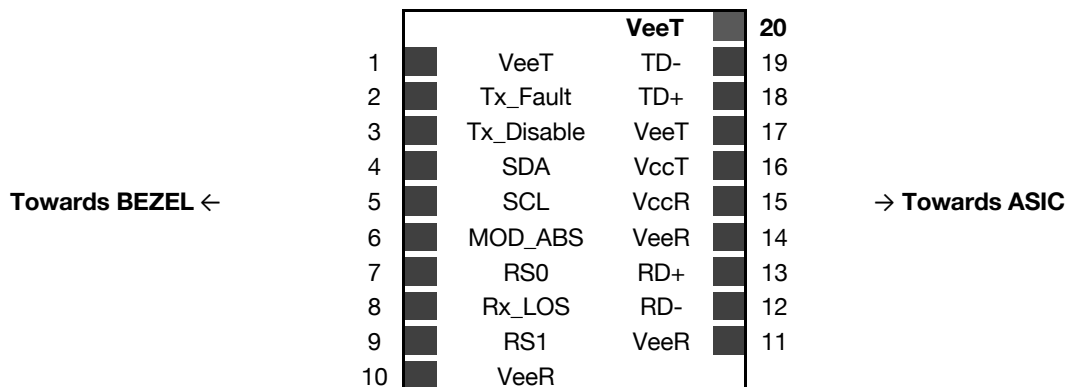 VeeT 20
1 VeeT TD- 19
2 Tx_Fault TD+ 18
3 Tx_Disable VeeT 17
4 SDA VccT 16
Towards BEZEL ← 5 SCL VccR 15 → Towards ASIC
6 MOD_ABS VeeR 14
7 RS0 RD+ 13
8 Rx_LOS RD- 12
9 RS1 VeeR 11
10 VeeR